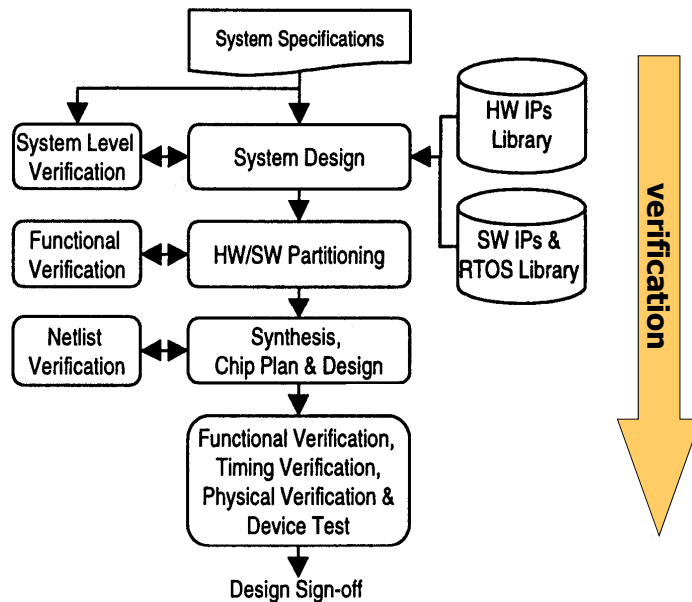 System Specifications
System Level
Verification
System Design
HW IPs
Library
SW IPs &
RTOS Library
Functional
Verification
HW/SW Partitioning
Netlist
Verification
Synthesis,
Chip Plan & Design
Functional Verification,
Timing Verification,
Physical Verification &
Device Test
Design Sign-off
verification